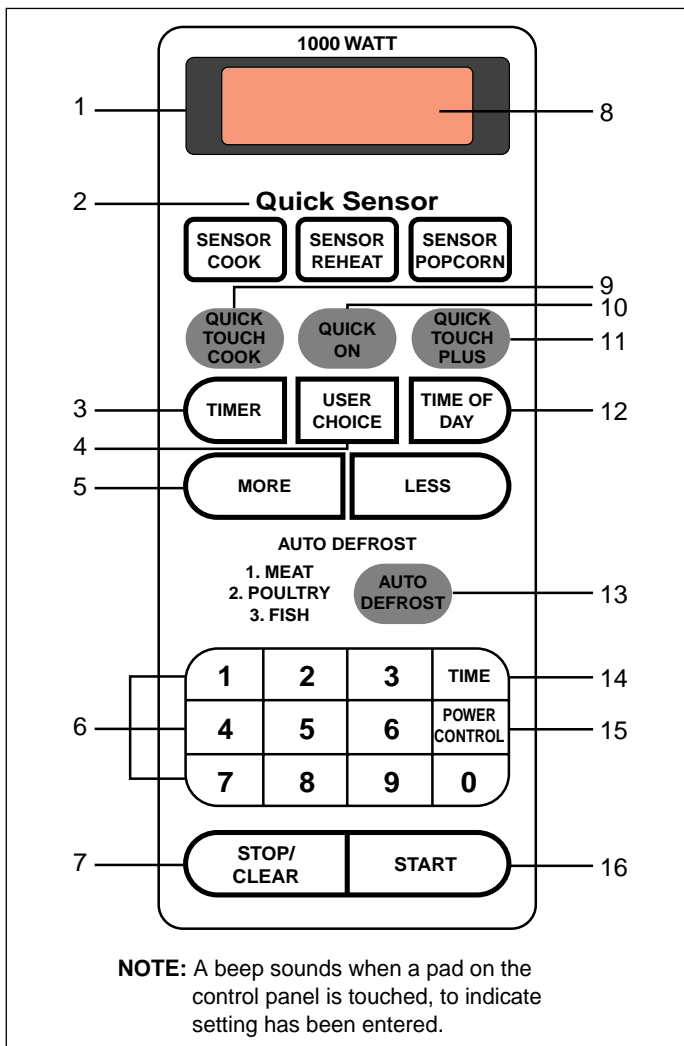 1000 WATT
1
8
2
Quick Sensor
SENSOR COOK
SENSOR REHEAT
SENSOR POPCORN
9
10
QUICK TOUCH COOK
QUICK ON
QUICK TOUCH PLUS
11
3
TIMER
USER CHOICE
TIME OF DAY
12
4
5
MORE
LESS
AUTO DEFROST
1. MEAT
2. POULTRY
3. FISH
AUTO DEFROST
13
1 2 3 TIME
14
6
4 5 6 POWER CONTROL
15
7 8 9 0
7
STOP/ CLEAR
START
16
NOTE: A beep sounds when a pad on the
control panel is touched, to indicate
setting has been entered.